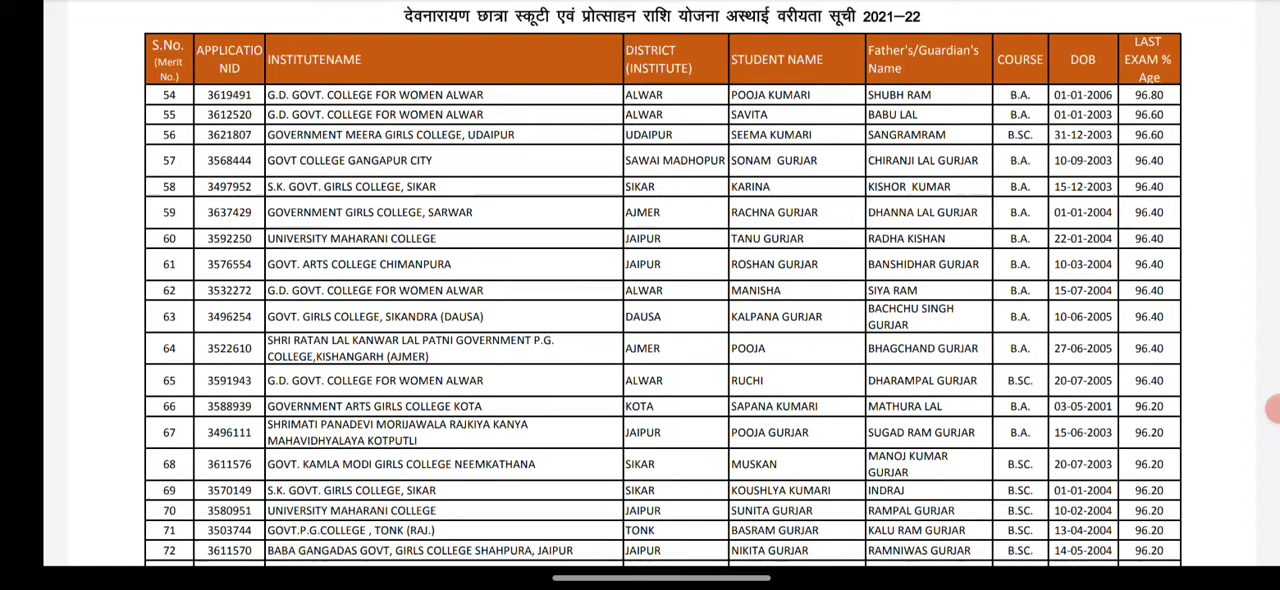 देवनारायण छात्रा स्कूटी एवं प्रोत्साहन राशि योजना अस्थाई वरीयता सूची 2021–22
S.No. (Merit No.) APPLICATIO NID INSTITUTENAME DISTRICT (INSTITUTE) STUDENT NAME Father's/Guardian's Name COURSE DOB LAST EXAM % Age
54 3619491 G.D. GOVT. COLLEGE FOR WOMEN ALWAR ALWAR POOJA KUMARI SHUBH RAM B.A. 01-01-2006 96.80
55 3612520 G.D. GOVT. COLLEGE FOR WOMEN ALWAR ALWAR SAVITA BABU LAL B.A. 01-01-2003 96.60
56 3621807 GOVERNMENT MEERA GIRLS COLLEGE, UDAIPUR UDAIPUR SEEMA KUMARI SANGRAMRAM B.SC. 31-12-2003 96.60
57 3568444 GOVT COLLEGE GANGAPUR CITY SAWAI MADHOPUR SONAM GURJAR CHIRANJI LAL GURJAR B.A. 10-09-2003 96.40
58 3497952 S.K. GOVT. GIRLS COLLEGE, SIKAR SIKAR KARINA KISHOR KUMAR B.A. 15-12-2003 96.40
59 3637429 GOVERNMENT GIRLS COLLEGE, SARWAR AJMER RACHNA GURJAR DHANNA LAL GURJAR B.A. 01-01-2004 96.40
60 3592250 UNIVERSITY MAHARANI COLLEGE JAIPUR TANU GURJAR RADHA KISHAN B.A. 22-01-2004 96.40
61 3576554 GOVT. ARTS COLLEGE CHIMANPURA JAIPUR ROSHAN GURJAR BANSHIDHAR GURJAR B.A. 10-03-2004 96.40
62 3532272 G.D. GOVT. COLLEGE FOR WOMEN ALWAR ALWAR MANISHA SIYA RAM B.A. 15-07-2004 96.40
63 3496254 GOVT. GIRLS COLLEGE, SIKANDRA (DAUSA) DAUSA KALPANA GURJAR BACHCHU SINGH GURJAR B.A. 10-06-2005 96.40
64 3522610 SHRI RATAN LAL KANWAR LAL PATNI GOVERNMENT P.G. COLLEGE,KISHANGARH (AJMER) AJMER POOJA BHAGCHAND GURJAR B.A. 27-06-2005 96.40
65 3591943 G.D. GOVT. COLLEGE FOR WOMEN ALWAR ALWAR RUCHI DHARAMPAL GURJAR B.SC. 20-07-2005 96.40
66 3588939 GOVERNMENT ARTS GIRLS COLLEGE KOTA KOTA SAPANA KUMARI MATHURA LAL B.A. 03-05-2001 96.20
67 3496111 SHRIMATI PANADEVI MORIJAWALA RAJKIYA KANYA MAHAVIDHYALAYA KOTPUTLI JAIPUR POOJA GURJAR SUGAD RAM GURJAR B.A. 15-06-2003 96.20
68 3611576 GOVT. KAMLA MODI GIRLS COLLEGE NEEMKATHANA SIKAR MUSKAN MANOJ KUMAR GURJAR B.SC. 20-07-2003 96.20
69 3570149 S.K. GOVT. GIRLS COLLEGE, SIKAR SIKAR KOUSHLYA KUMARI INDRAJ B.SC. 01-01-2004 96.20
70 3580951 UNIVERSITY MAHARANI COLLEGE JAIPUR SUNITA GURJAR RAMPAL GURJAR B.SC. 10-02-2004 96.20
71 3503744 GOVT.P.G.COLLEGE , TONK (RAJ.) TONK BASRAM GURJAR KALU RAM GURJAR B.SC. 13-04-2004 96.20
72 3611570 BABA GANGADAS GOVT, GIRLS COLLEGE SHAHPURA, JAIPUR JAIPUR NIKITA GURJAR RAMNIWAS GURJAR B.SC. 14-05-2004 96.20